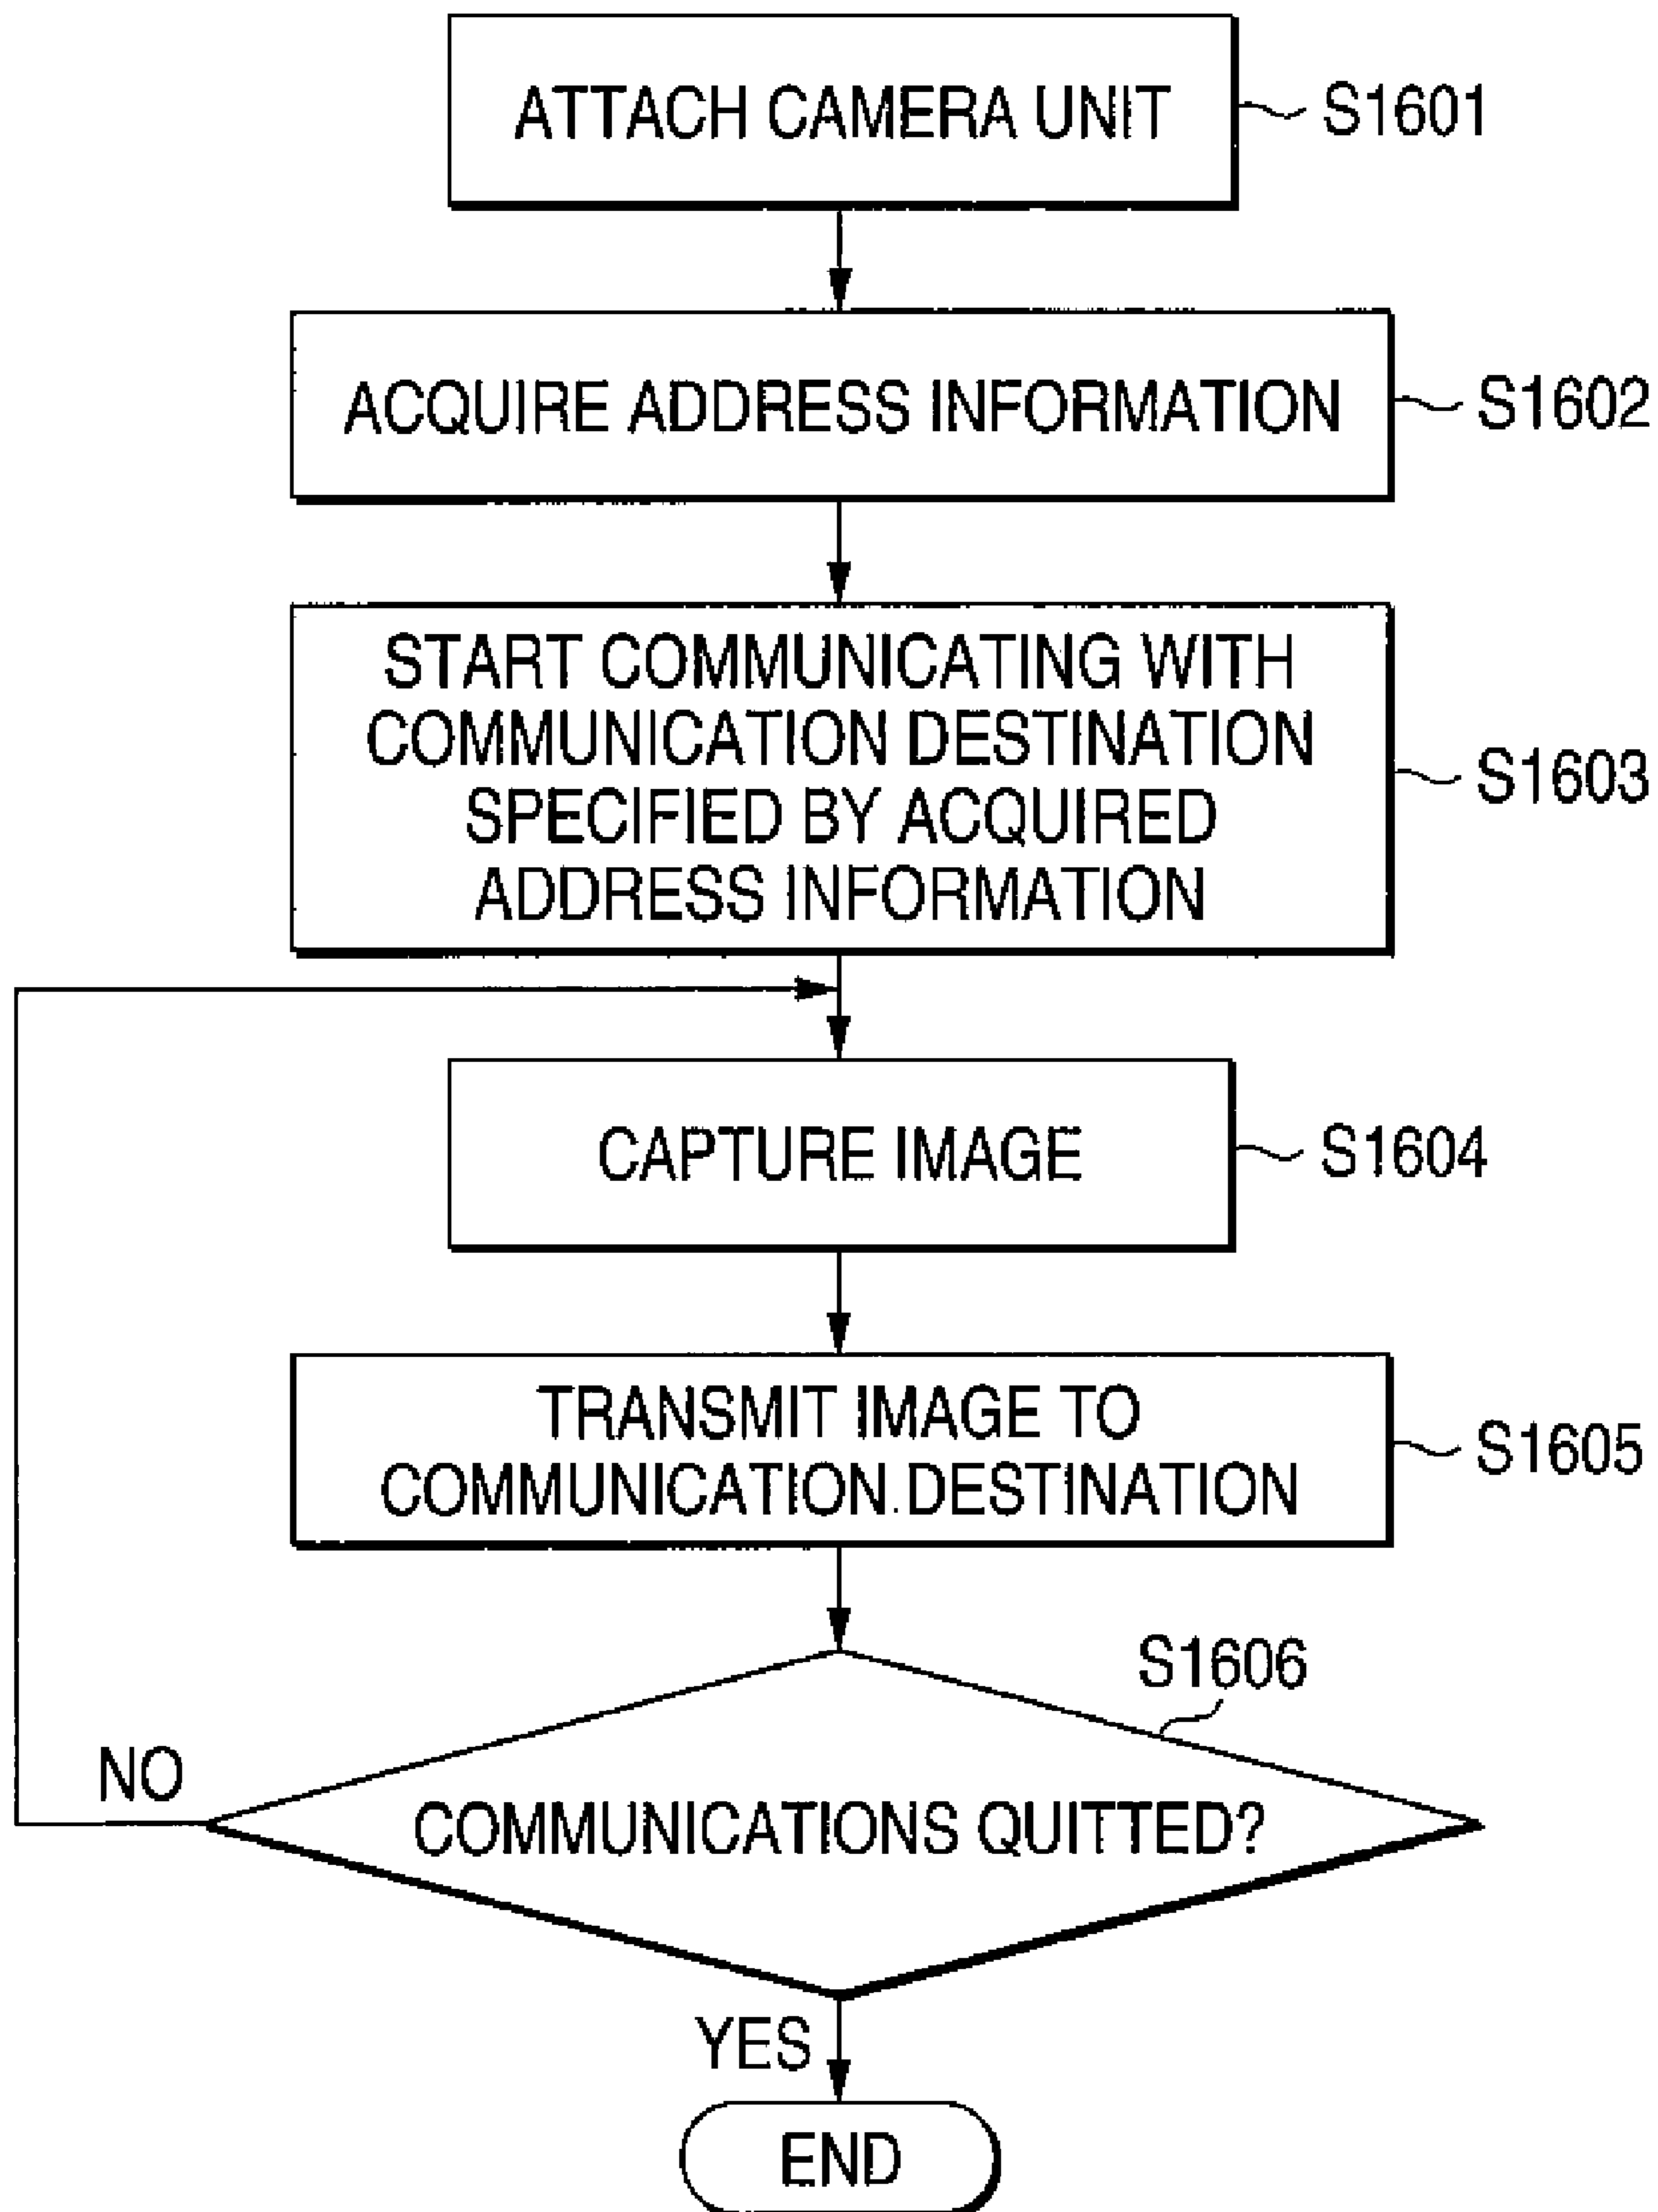 ATTACH CAMERA UNIT
S1601
ACQUIRE ADDRESS INFORMATION
S1602
START COMMUNICATING WITH
COMMUNICATION DESTINATION
SPECIFIED BY ACQUIRED
ADDRESS INFORMATION
S1603
CAPTURE IMAGE
S1604
TRANSMIT IMAGE TO
COMMUNICATION DESTINATION
S1605
S1606
NO
COMMUNICATIONS QUITTED?
YES
END